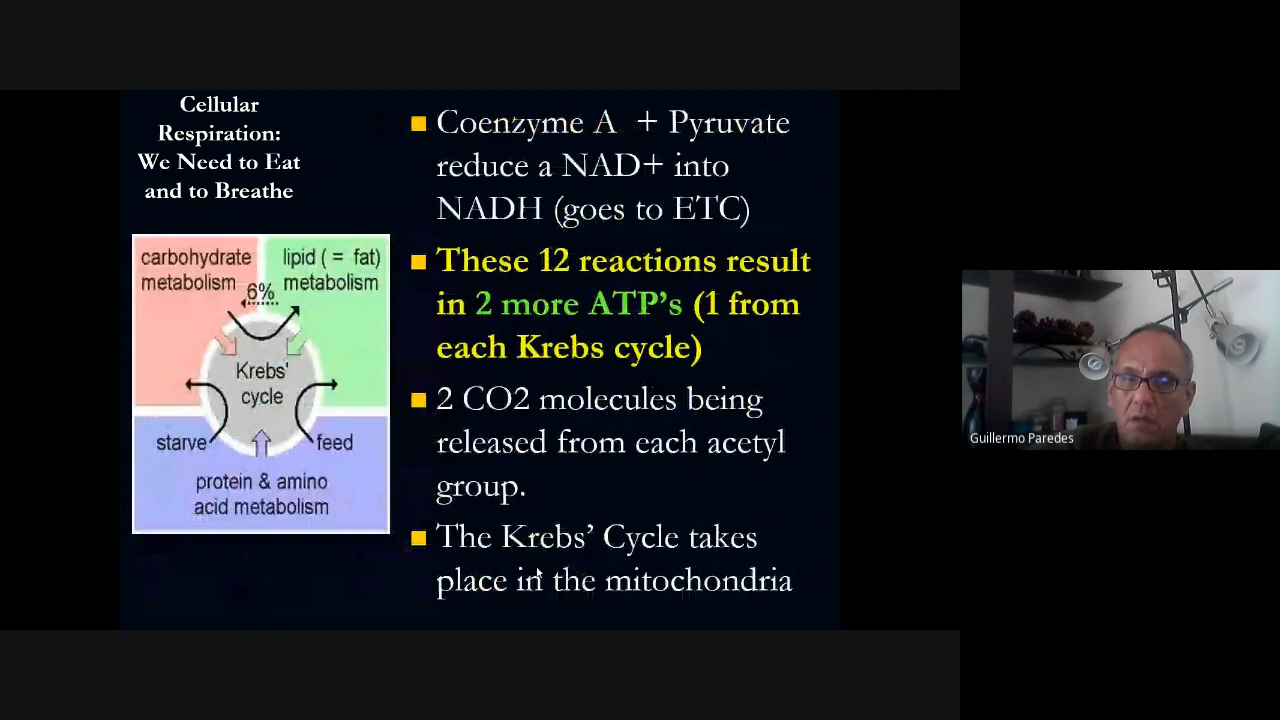 Cellular
Respiration:
We Need to Eat
and to Breathe
carbohydrate
metabolism
lipid ( = fat)
metabolism
6%
Krebs'
cycle
starve
feed
protein & amino
acid metabolism
■ Coenzyme A + Pyruvate
reduce a NAD+ into
NADH (goes to ETC)
■ These 12 reactions result
in 2 more ATP’s (1 from
each Krebs cycle)
■ 2 CO2 molecules being
released from each acetyl
group.
■ The Krebs’ Cycle takes
place in the mitochondria
Guillermo Paredes